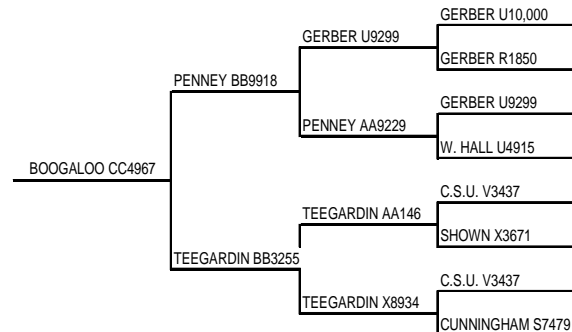 GERBER U10,000
GERBER U9299
GERBER R1850
PENNEY BB9918
GERBER U9299
PENNEY AA9229
W. HALL U4915
BOOGALOO CC4967
C.S.U. V3437
TEEGARDIN AA146
SHOWN X3671
TEEGARDIN BB3255
C.S.U. V3437
TEEGARDIN X8934
CUNNINGHAM S7479